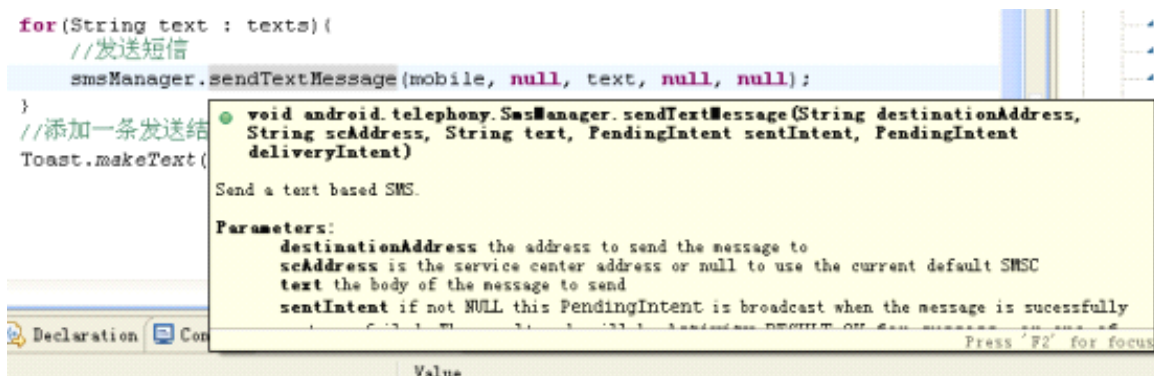 for(String text : texts){
//发送短信
smsManager.sendTextMessage(mobile, null, text, null, null);
}
//添加一条发送结
Toast.makeText(
void android.telephony.SmsManager.sendTextMessage(String destinationAddress,
String scAddress, String text, PendingIntent sentIntent, PendingIntent
deliveryIntent)
Send a text based SMS.
Parameters:
destinationAddress the address to send the message to
scAddress is the service center address or null to use the current default SMSC
text the body of the message to send
sentIntent if not NULL this PendingIntent is broadcast when the message is sucessfully
Press 'F2' for focus
Declaration
Con
Value